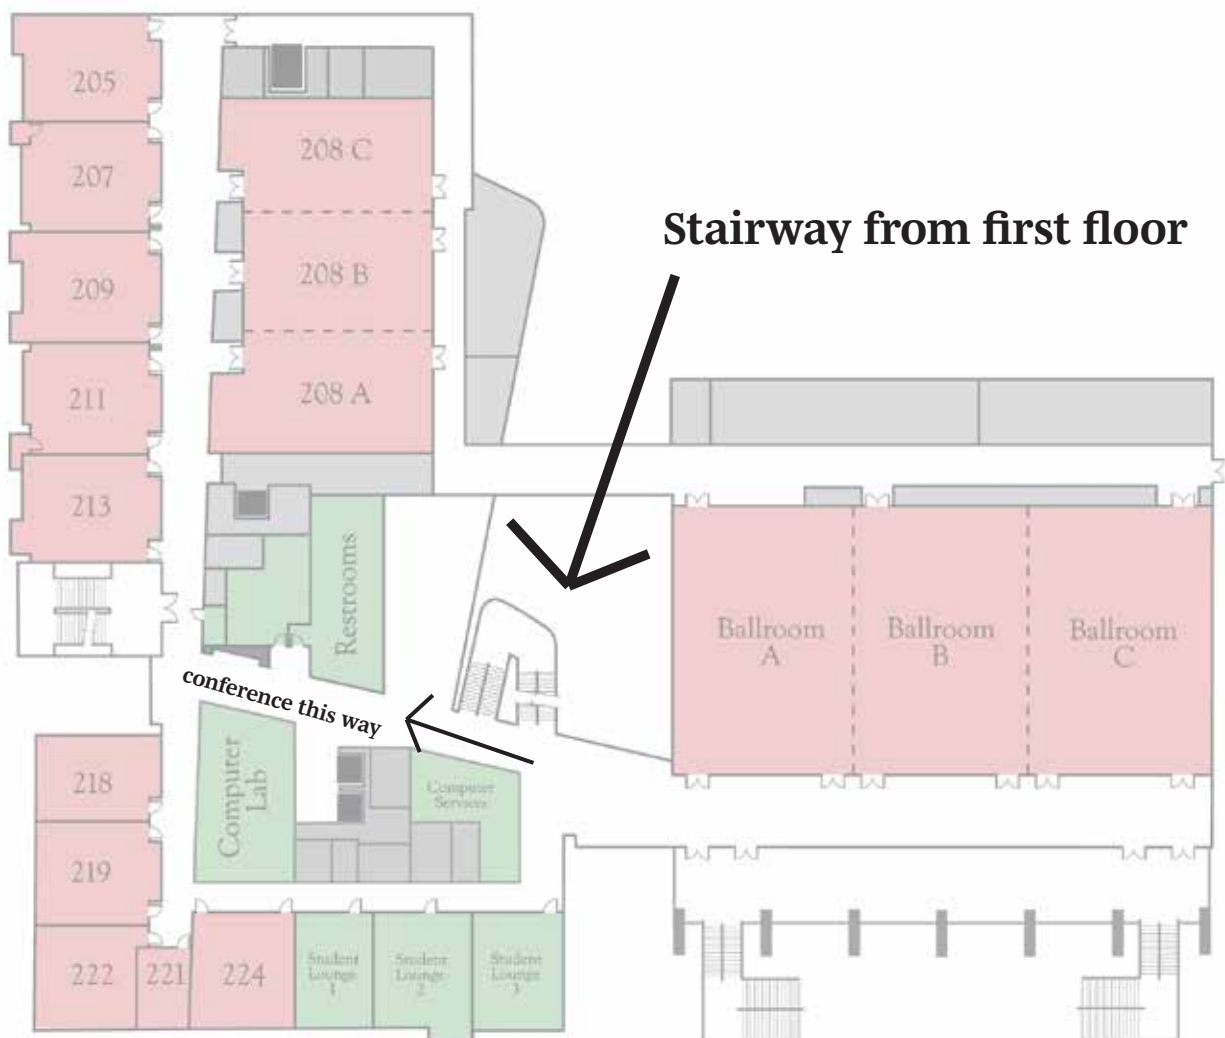 205
208 C
207
Stairway from first floor
208 B
209
208 A
211
213
Restrooms
Ballroom
A
Ballroom
B
Ballroom
C
conference this way
218
Computer
Lab
Computer
Services
219
222
221
224
Student
Lounge
1
Student
Lounge
2
Student
Lounge
3